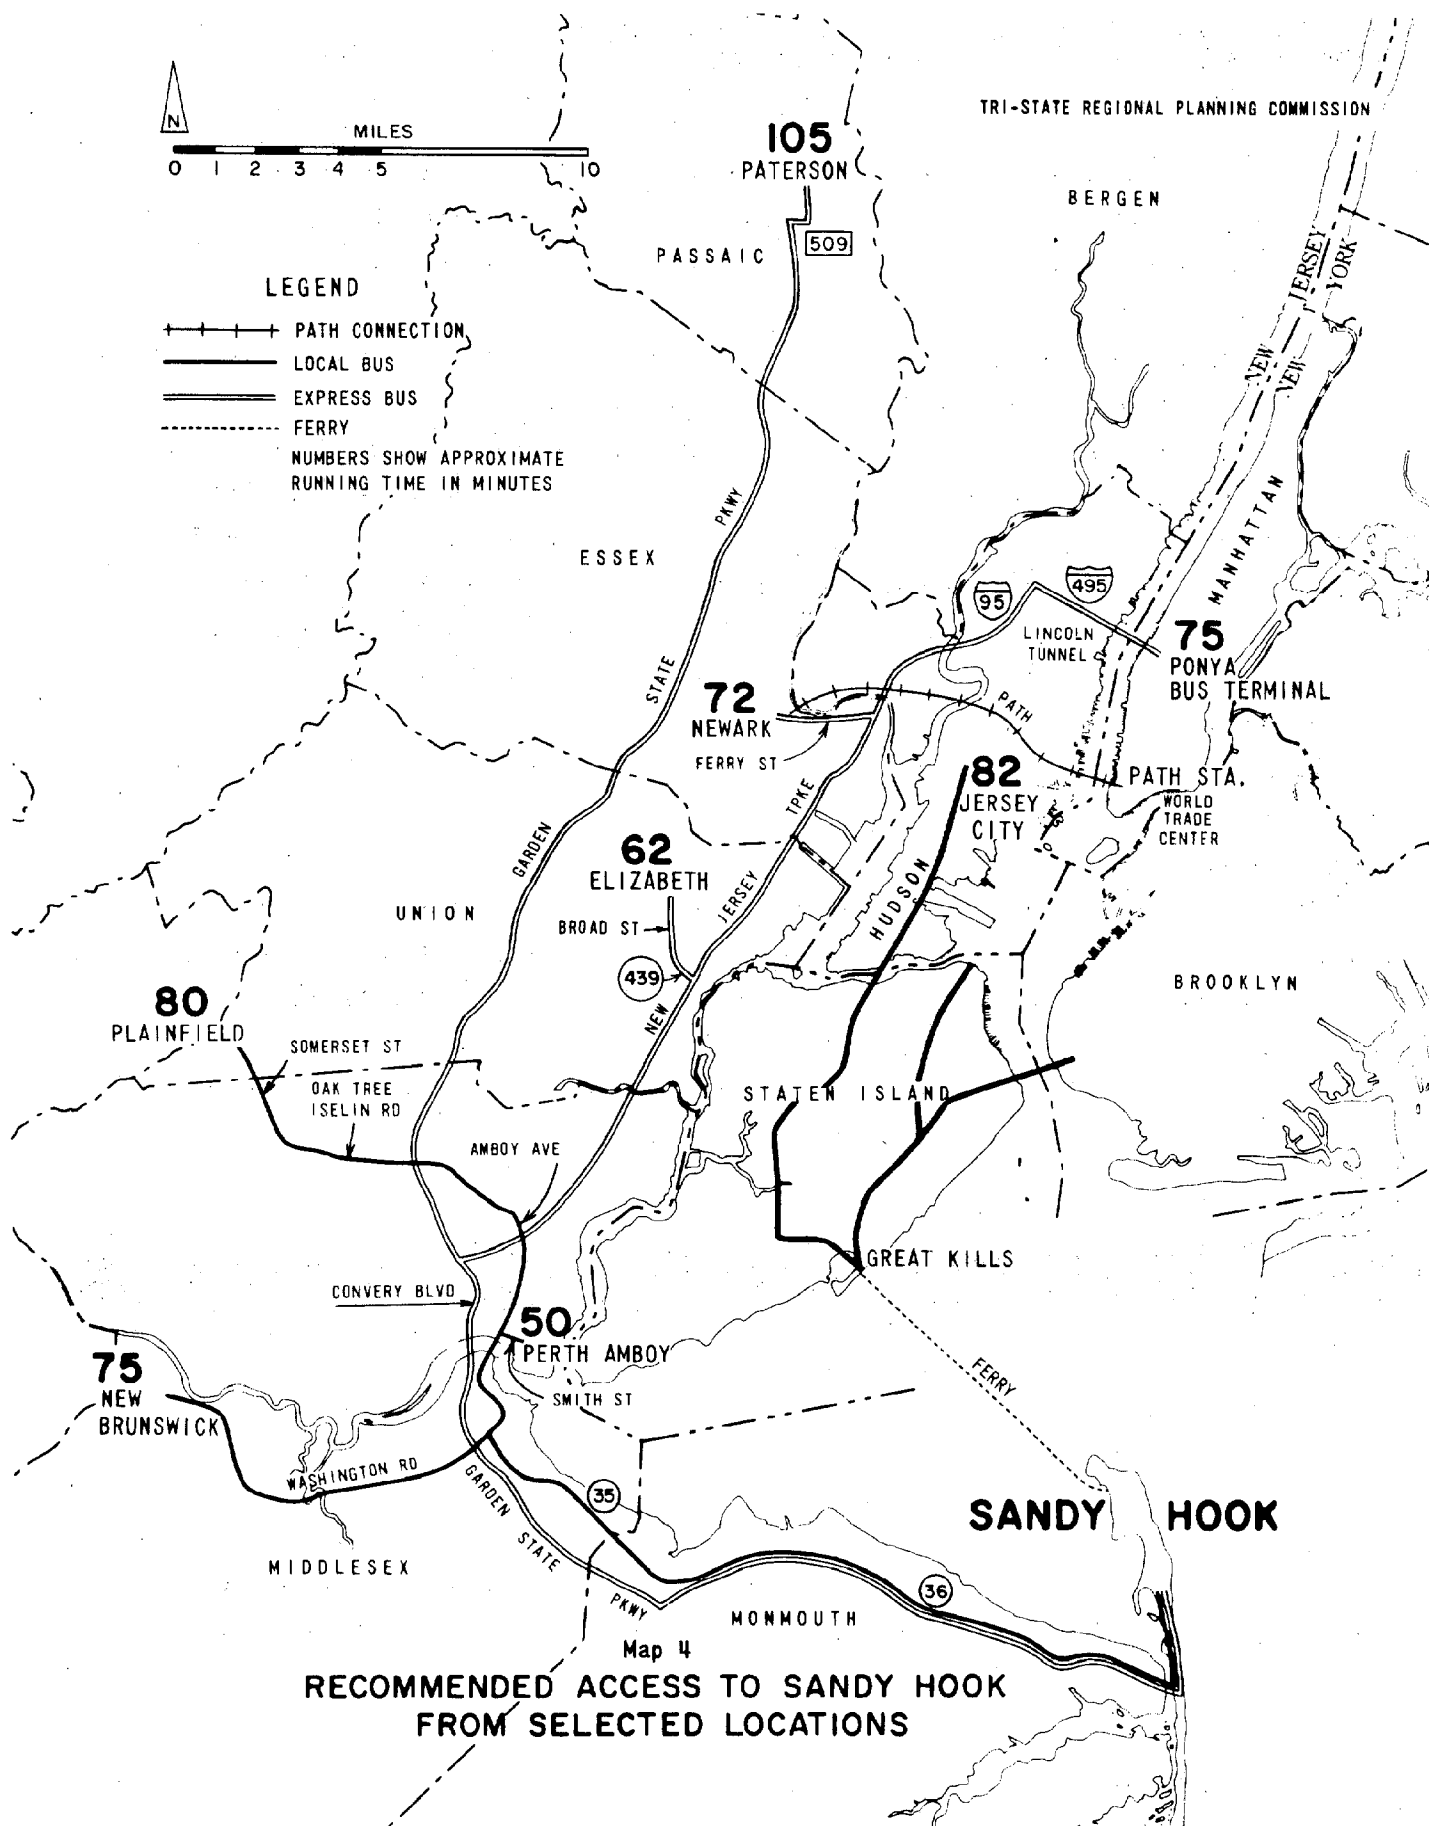 TRI-STATE REGIONAL PLANNING COMMISSION
N
MILES
0 1 2 3 4 5 10
105
PATERSON
509
BERGEN
PASSAIC
NEW JERSEY
NEW YORK
LEGEND
PATH CONNECTION
LOCAL BUS
EXPRESS BUS
FERRY
NUMBERS SHOW APPROXIMATE
RUNNING TIME IN MINUTES
GARDEN STATE PKWY
ESSEX
MANHATTAN
95
495
LINCOLN
TUNNEL
75
PONYA
BUS TERMINAL
72
NEWARK
FERRY ST
PATH
PATH STA.
WORLD
TRADE
CENTER
82
JERSEY
CITY
HUDSON
NEW JERSEY TPKE
62
ELIZABETH
BROAD ST
439
UNION
BROOKLYN
80
PLAINFIELD
SOMERSET ST
OAK TREE
ISELIN RD
STATEN ISLAND
AMBOY AVE
GREAT KILLS
CONVERY BLVD
50
PERTH AMBOY
SMITH ST
75
NEW
BRUNSWICK
WASHINGTON RD
FERRY
GARDEN STATE PKWY
35
SANDY HOOK
MIDDLESEX
36
MONMOUTH
Map 4
RECOMMENDED ACCESS TO SANDY HOOK
FROM SELECTED LOCATIONS